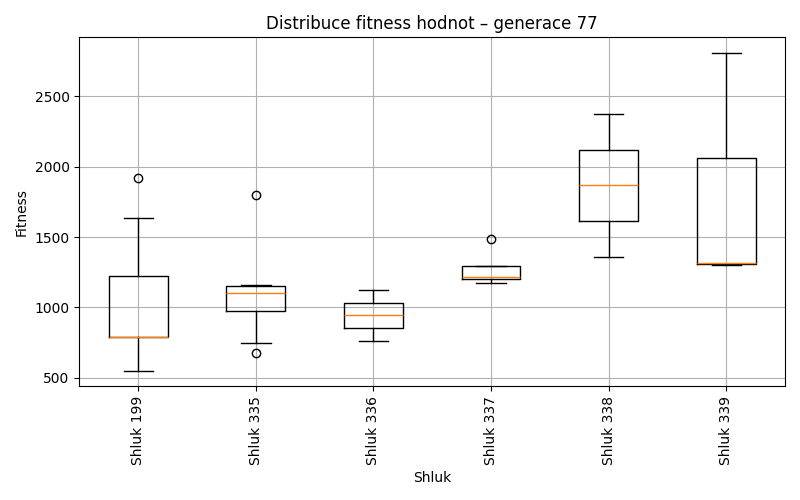 Distribuce fitness hodnot – generace 77
Fitness
2500
2000
1500
1000
500
Shluk 199
Shluk 335
Shluk 336
Shluk 337
Shluk 338
Shluk 339
Shluk